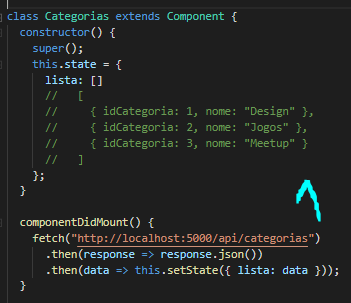 class Categorias extends Component {
constructor() {
super();
this.state = {
lista: []
// [
// { idCategoria: 1, nome: "Design" },
// { idCategoria: 2, nome: "Jogos" },
// { idCategoria: 3, nome: "Meetup" }
// ]
};
}
componentDidMount() {
fetch("http://localhost:5000/api/categorias")
.then(response => response.json())
.then(data => this.setState({ lista: data }));
}